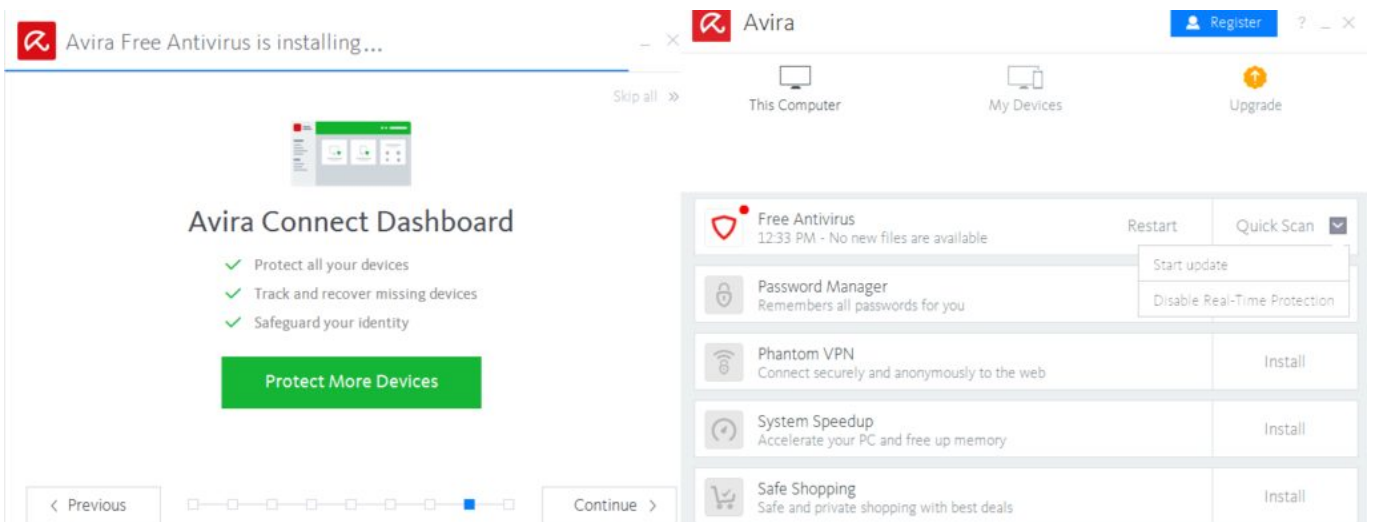 Avira Free Antivirus is installing...
Skip all »
Avira Connect Dashboard
Protect all your devices
Track and recover missing devices
Safeguard your identity
Protect More Devices
< Previous
Continue >
Avira
Register ?
This Computer
My Devices
Upgrade
Free Antivirus
12:33 PM - No new files are available
Restart
Quick Scan
Start update
Disable Real-Time Protection
Password Manager
Remembers all passwords for you
Phantom VPN
Connect securely and anonymously to the web
Install
System Speedup
Accelerate your PC and free up memory
Install
Safe Shopping
Safe and private shopping with best deals
Install